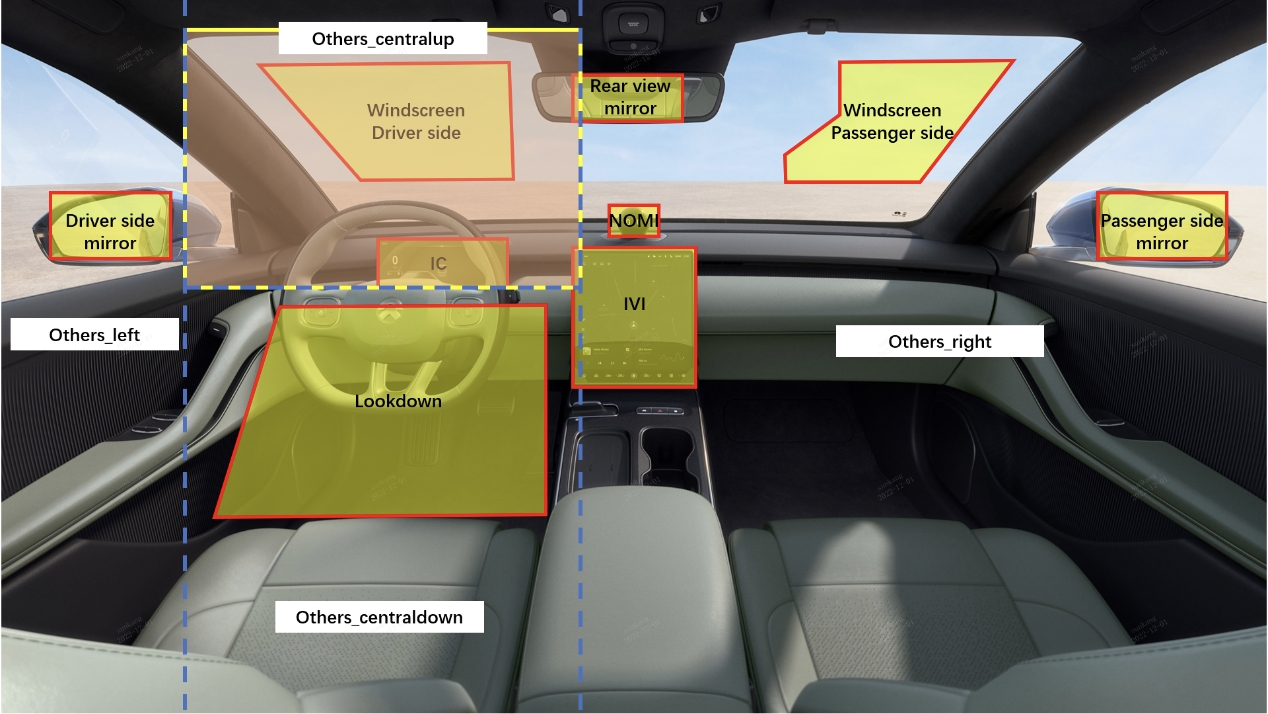 Others_centralup
Windscreen
Driver side
Rear view
mirror
Windscreen
Passenger side
Driver side
mirror
NOMI
Passenger side
mirror
0
IC
IVI
Others_left
Others_right
Lookdown
Others_centraldown